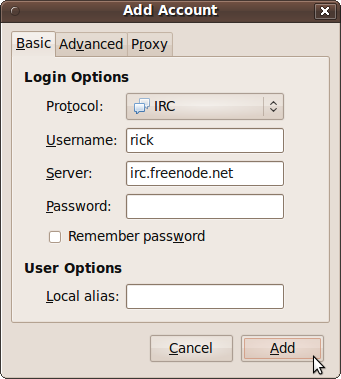 Add Account
Basic Advanced Proxy
Login Options
Protocol: IRC
Username: rick
Server: irc.freenode.net
Password:
Remember password
User Options
Local alias:
Cancel Add